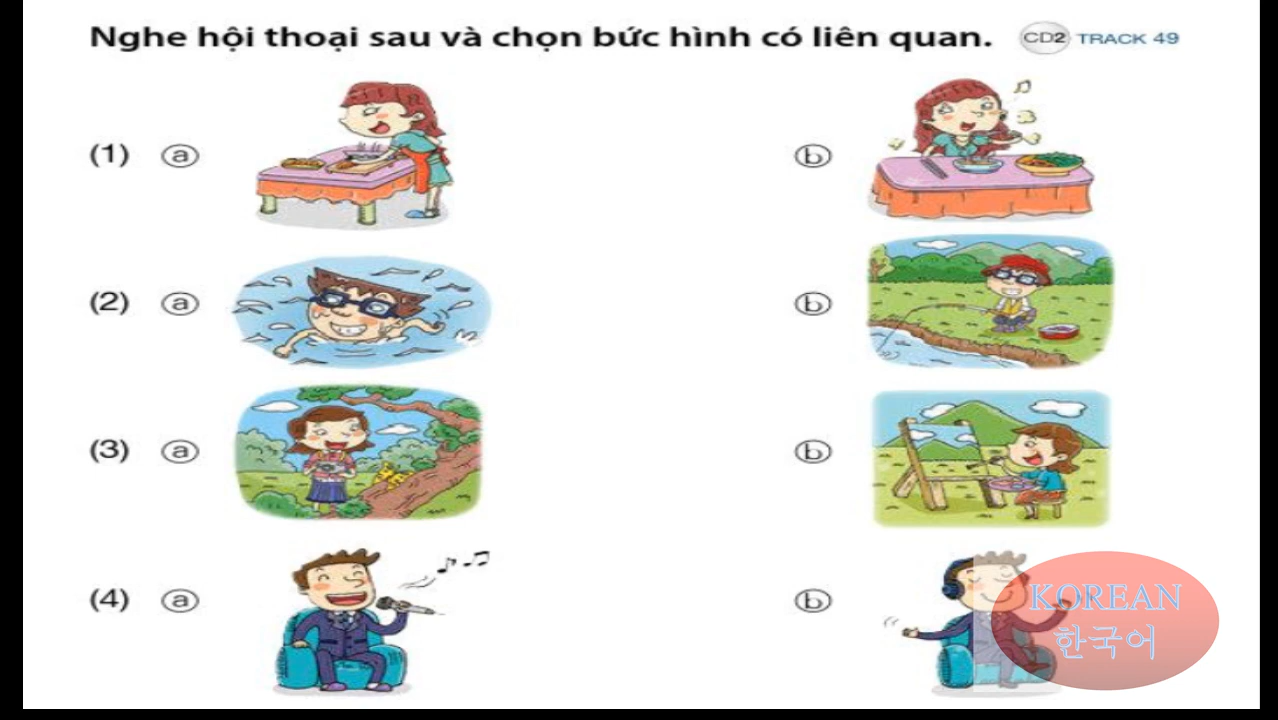 Nghe hội thoại sau và chọn bức hình có liên quan. CD2 TRACK 49
(1) ⓐ ⓑ
(2) ⓐ ⓑ
(3) ⓐ ⓑ
(4) ⓐ ⓑ
KOREAN
한국어